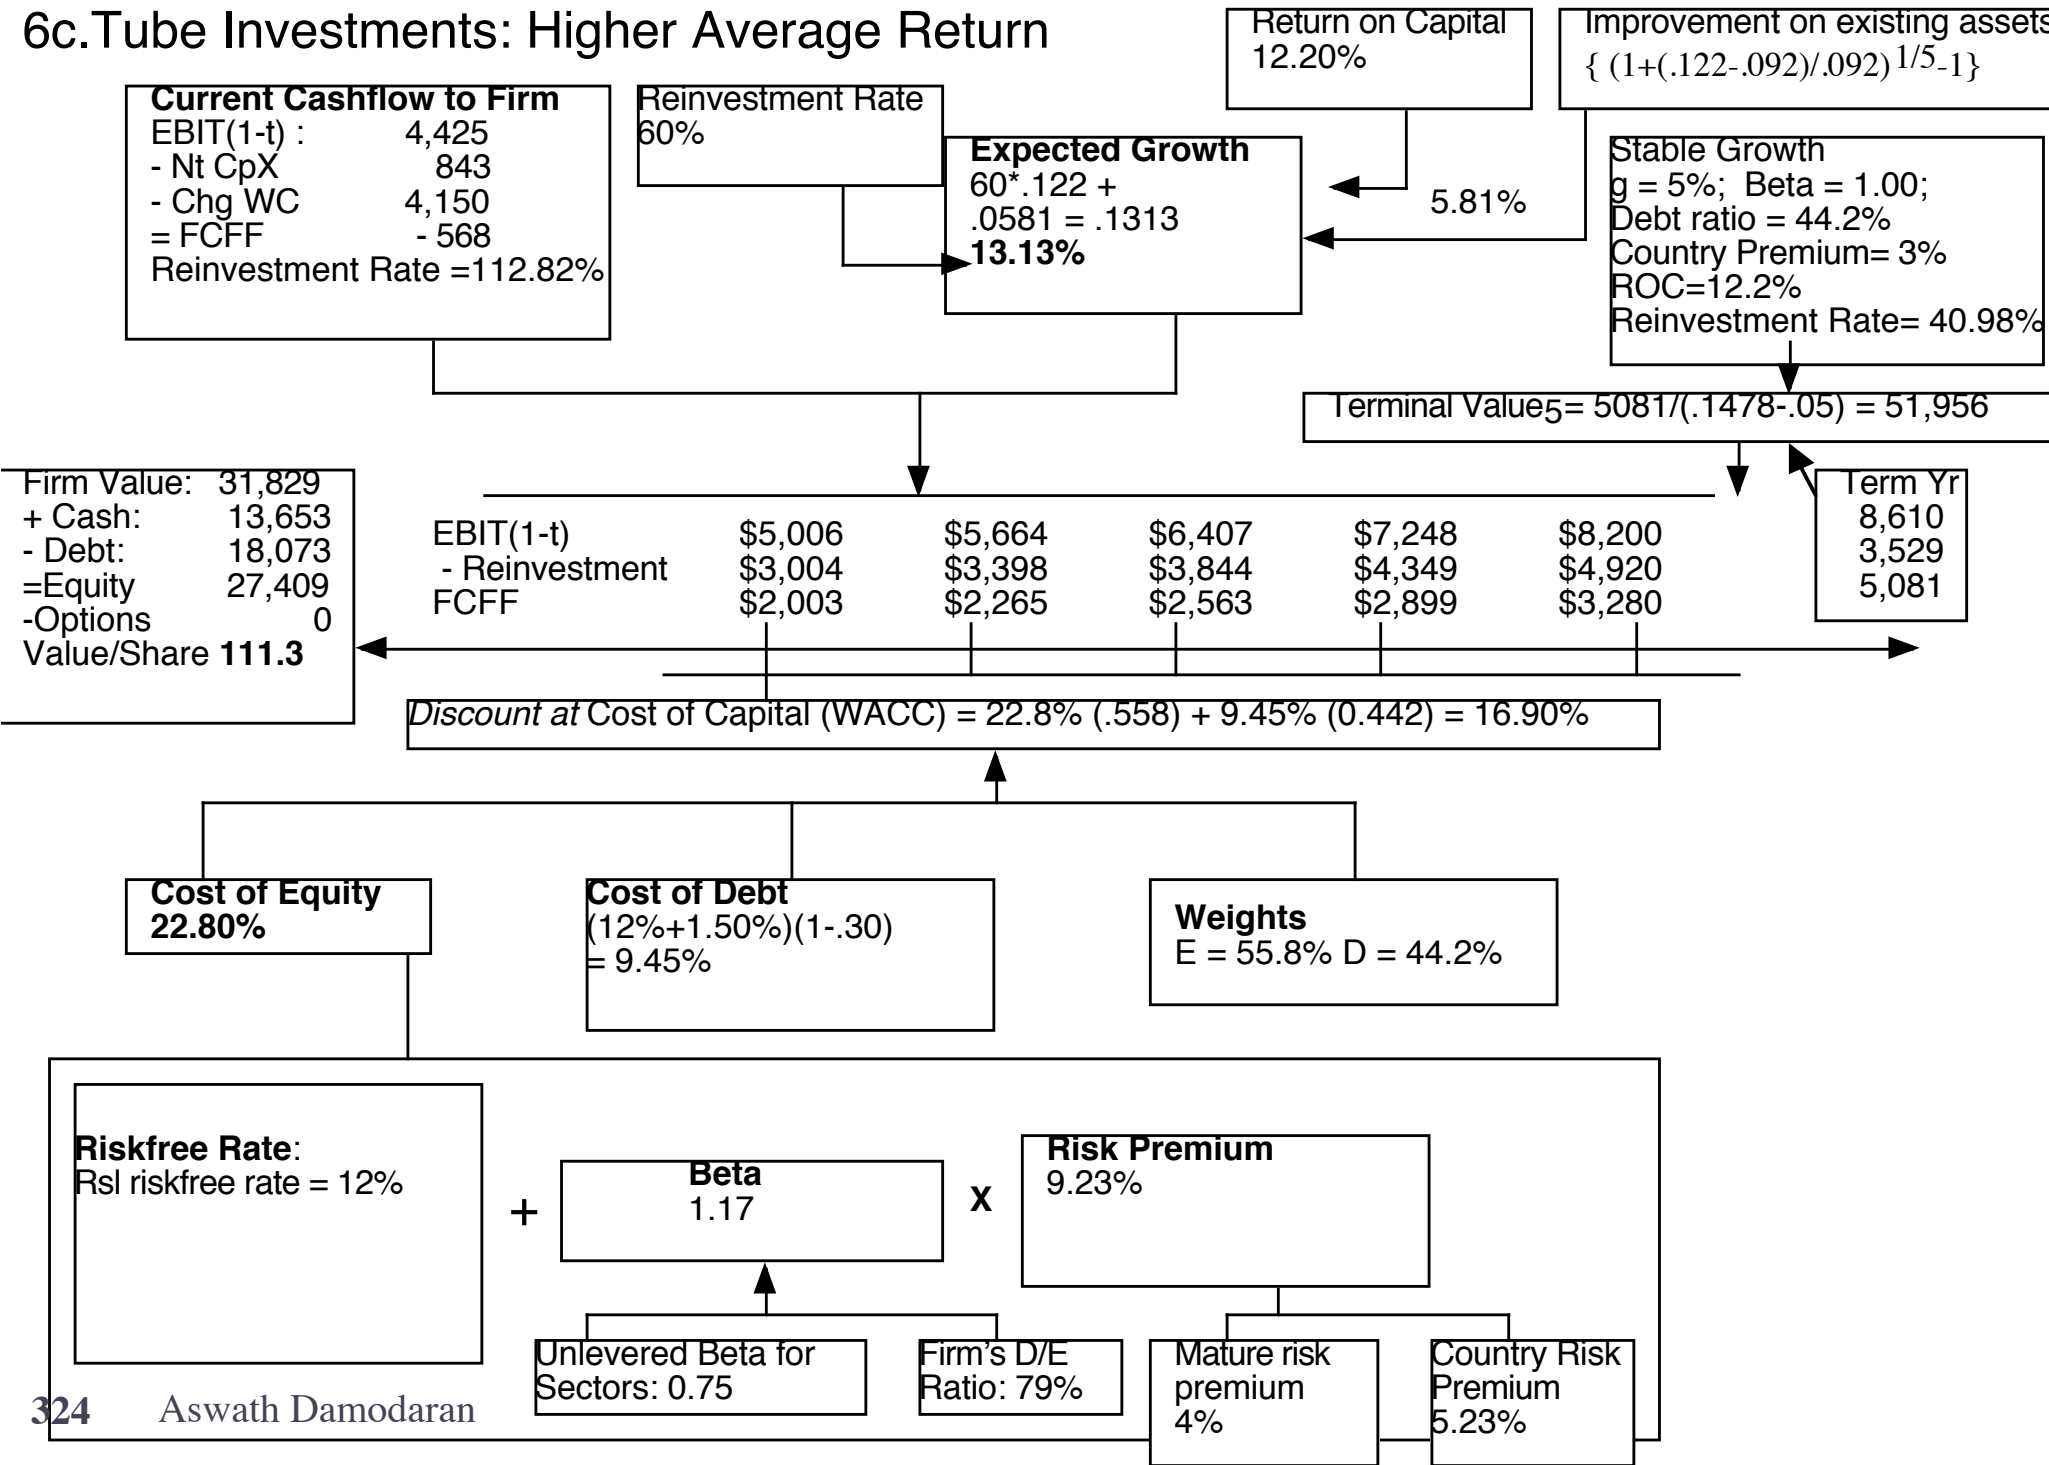 6c.Tube Investments: Higher Average Return
Return on Capital
12.20%
Improvement on existing assets
{ (1+(.122-.092)/.092)1/5-1}
Current Cashflow to Firm
EBIT(1-t) : 4,425
- Nt CpX 843
- Chg WC 4,150
= FCFF - 568
Reinvestment Rate =112.82%
Reinvestment Rate
60%
Expected Growth
60*.122 +
.0581 = .1313
13.13%
5.81%
Stable Growth
g = 5%; Beta = 1.00;
Debt ratio = 44.2%
Country Premium= 3%
ROC=12.2%
Reinvestment Rate= 40.98%
Terminal Value5= 5081/(.1478-.05) = 51,956
Firm Value: 31,829
+ Cash: 13,653
- Debt: 18,073
=Equity 27,409
-Options 0
Value/Share 111.3
EBIT(1-t) $5,006 $5,664 $6,407 $7,248 $8,200
- Reinvestment $3,004 $3,398 $3,844 $4,349 $4,920
FCFF $2,003 $2,265 $2,563 $2,899 $3,280
Term Yr
8,610
3,529
5,081
Discount at Cost of Capital (WACC) = 22.8% (.558) + 9.45% (0.442) = 16.90%
Cost of Equity
22.80%
Cost of Debt
(12%+1.50%)(1-.30)
= 9.45%
Weights
E = 55.8% D = 44.2%
Riskfree Rate:
Rsl riskfree rate = 12%
+
Beta
1.17
X
Risk Premium
9.23%
Unlevered Beta for
Sectors: 0.75
Firm's D/E
Ratio: 79%
Mature risk
premium
4%
Country Risk
Premium
5.23%
324 Aswath Damodaran